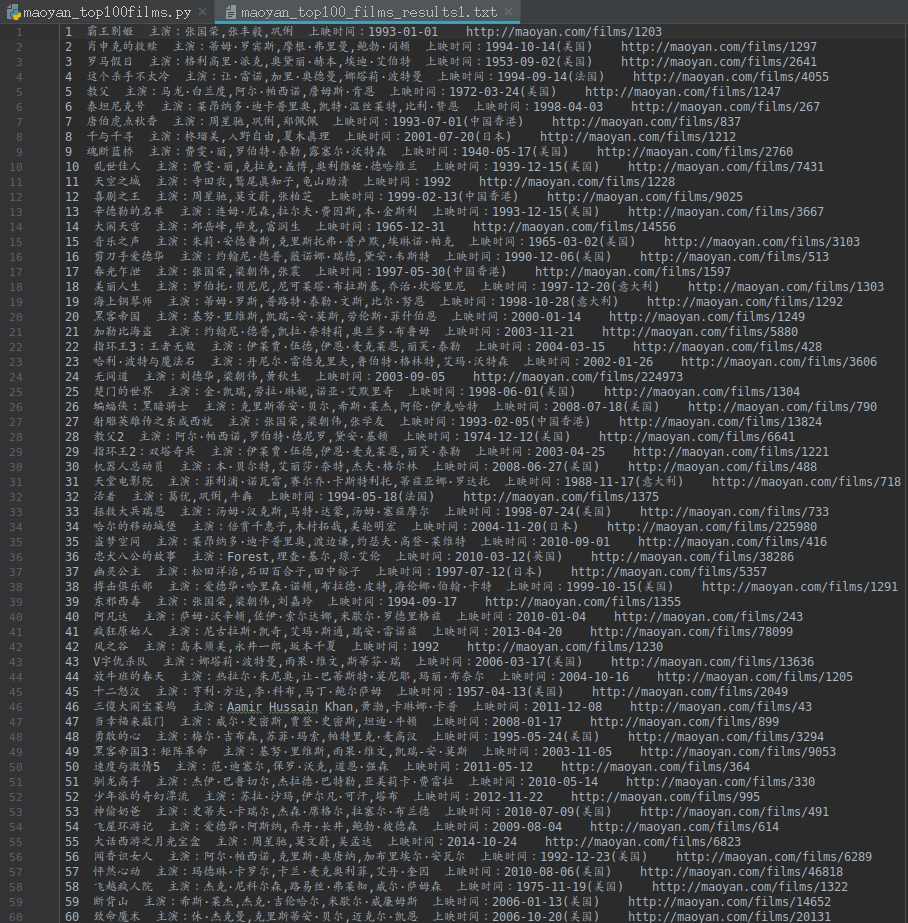 maoyan_top100films.py × maoyan_top100_films_results1.txt ×
1 1 霸王别姬 主演：张国荣,张丰毅,巩俐 上映时间：1993-01-01 http://maoyan.com/films/1203
2 2 肖申克的救赎 主演：蒂姆·罗宾斯,摩根·弗里曼,鲍勃·冈顿 上映时间：1994-10-14(美国) http://maoyan.com/films/1297
3 3 罗马假日 主演：格利高里·派克,奥黛丽·赫本,埃迪·艾伯特 上映时间：1953-09-02(美国) http://maoyan.com/films/2641
4 4 这个杀手不太冷 主演：让·雷诺,加里·奥德曼,娜塔莉·波特曼 上映时间：1994-09-14(法国) http://maoyan.com/films/4055
5 5 教父 主演：马龙·白兰度,阿尔·帕西诺,詹姆斯·肯恩 上映时间：1972-03-24(美国) http://maoyan.com/films/1247
6 6 泰坦尼克号 主演：莱昂纳多·迪卡普里奥,凯特·温丝莱特,比利·赞恩 上映时间：1998-04-03 http://maoyan.com/films/267
7 7 唐伯虎点秋香 主演：周星驰,巩俐,郑佩佩 上映时间：1993-07-01(中国香港) http://maoyan.com/films/837
8 8 千与千寻 主演：柊瑠美,入野自由,夏木真理 上映时间：2001-07-20(日本) http://maoyan.com/films/1212
9 9 魂断蓝桥 主演：费雯·丽,罗伯特·泰勒,露塞尔·沃特森 上映时间：1940-05-17(美国) http://maoyan.com/films/2760
10 10 乱世佳人 主演：费雯·丽,克拉克·盖博,奥利维娅·德哈维兰 上映时间：1939-12-15(美国) http://maoyan.com/films/7431
11 11 天空之城 主演：寺田农,鹫尾真知子,龟山助清 上映时间：1992 http://maoyan.com/films/1228
12 12 喜剧之王 主演：周星驰,莫文蔚,张柏芝 上映时间：1999-02-13(中国香港) http://maoyan.com/films/9025
13 13 辛德勒的名单 主演：连姆·尼森,拉尔夫·费因斯,本·金斯利 上映时间：1993-12-15(美国) http://maoyan.com/films/3667
14 14 大闹天宫 主演：邱岳峰,毕克,富润生 上映时间：1965-12-31 http://maoyan.com/films/14556
15 15 音乐之声 主演：朱莉·安德鲁斯,克里斯托弗·普卢默,埃琳诺·帕克 上映时间：1965-03-02(美国) http://maoyan.com/films/3103
16 16 剪刀手爱德华 主演：约翰尼·德普,薇诺娜·瑞德,黛安·韦斯特 上映时间：1990-12-06(美国) http://maoyan.com/films/513
17 17 春光乍泄 主演：张国荣,梁朝伟,张震 上映时间：1997-05-30(中国香港) http://maoyan.com/films/1597
18 18 美丽人生 主演：罗伯托·贝尼尼,尼可莱塔·布拉斯基,乔治·坎塔里尼 上映时间：1997-12-20(意大利) http://maoyan.com/films/1303
19 19 海上钢琴师 主演：蒂姆·罗斯,普路特·泰勒·文斯,比尔·努恩 上映时间：1998-10-28(意大利) http://maoyan.com/films/1292
20 20 黑客帝国 主演：基努·里维斯,凯瑞-安·莫斯,劳伦斯·菲什伯恩 上映时间：2000-01-14 http://maoyan.com/films/1249
21 21 加勒比海盗 主演：约翰尼·德普,凯拉·奈特莉,奥兰多·布鲁姆 上映时间：2003-11-21 http://maoyan.com/films/5880
22 22 指环王3：王者无敌 主演：伊莱贾·伍德,伊恩·麦克莱恩,丽芙·泰勒 上映时间：2004-03-15 http://maoyan.com/films/428
23 23 哈利·波特与魔法石 主演：丹尼尔·雷德克里夫,鲁伯特·格林特,艾玛·沃特森 上映时间：2002-01-26 http://maoyan.com/films/3606
24 24 无间道 主演：刘德华,梁朝伟,黄秋生 上映时间：2003-09-05 http://maoyan.com/films/224973
25 25 楚门的世界 主演：金·凯瑞,劳拉·琳妮,诺亚·艾默里奇 上映时间：1998-06-01(美国) http://maoyan.com/films/1304
26 26 蝙蝠侠：黑暗骑士 主演：克里斯蒂安·贝尔,希斯·莱杰,阿伦·伊克哈特 上映时间：2008-07-18(美国) http://maoyan.com/films/790
27 27 射雕英雄传之东成西就 主演：张国荣,梁朝伟,张学友 上映时间：1993-02-05(中国香港) http://maoyan.com/films/13824
28 28 教父2 主演：阿尔·帕西诺,罗伯特·德尼罗,黛安·基顿 上映时间：1974-12-12(美国) http://maoyan.com/films/6641
29 29 指环王2：双塔奇兵 主演：伊莱贾·伍德,伊恩·麦克莱恩,丽芙·泰勒 上映时间：2003-04-25 http://maoyan.com/films/1221
30 30 机器人总动员 主演：本·贝尔特,艾丽莎·奈特,杰夫·格尔林 上映时间：2008-06-27(美国) http://maoyan.com/films/488
31 31 天堂电影院 主演：菲利浦·诺瓦雷,赛尔乔·卡斯特利托,蒂兹亚娜·罗达托 上映时间：1988-11-17(意大利) http://maoyan.com/films/718
32 32 活着 主演：葛优,巩俐,牛犇 上映时间：1994-05-18(法国) http://maoyan.com/films/1375
33 33 拯救大兵瑞恩 主演：汤姆·汉克斯,马特·达蒙,汤姆·塞兹摩尔 上映时间：1998-07-24(美国) http://maoyan.com/films/733
34 34 哈尔的移动城堡 主演：倍赏千惠子,木村拓哉,美轮明宏 上映时间：2004-11-20(日本) http://maoyan.com/films/225980
35 35 盗梦空间 主演：莱昂纳多·迪卡普里奥,渡边谦,约瑟夫·高登-莱维特 上映时间：2010-09-01 http://maoyan.com/films/416
36 36 忠犬八公的故事 主演：Forest,理查·基尔,琼·艾伦 上映时间：2010-03-12(英国) http://maoyan.com/films/38286
37 37 幽灵公主 主演：松田洋治,石田百合子,田中裕子 上映时间：1997-07-12(日本) http://maoyan.com/films/5357
38 38 搏击俱乐部 主演：爱德华·哈里森·诺顿,布拉德·皮特,海伦娜·伯翰·卡特 上映时间：1999-10-15(美国) http://maoyan.com/films/1291
39 39 东邪西毒 主演：张国荣,梁朝伟,刘嘉玲 上映时间：1994-09-17 http://maoyan.com/films/1355
40 40 阿凡达 主演：萨姆·沃辛顿,佐伊·索尔达娜,米歇尔·罗德里格兹 上映时间：2010-01-04 http://maoyan.com/films/243
41 41 疯狂原始人 主演：尼古拉斯·凯奇,艾玛·斯通,瑞安·雷诺兹 上映时间：2013-04-20 http://maoyan.com/films/78099
42 42 风之谷 主演：岛本须美,永井一郎,坂本千夏 上映时间：1992 http://maoyan.com/films/1230
43 43 V字仇杀队 主演：娜塔莉·波特曼,雨果·维文,斯蒂芬·瑞 上映时间：2006-03-17(美国) http://maoyan.com/films/13636
44 44 放牛班的春天 主演：热拉尔·朱尼奥,让-巴蒂斯特·莫尼耶,玛丽·布奈尔 上映时间：2004-10-16 http://maoyan.com/films/1205
45 45 十二怒汉 主演：亨利·方达,李·科布,马丁·鲍尔萨姆 上映时间：1957-04-13(美国) http://maoyan.com/films/2049
46 46 三傻大闹宝莱坞 主演：Aamir Hussain Khan,黄渤,卡琳娜·卡普 上映时间：2011-12-08 http://maoyan.com/films/43
47 47 当幸福来敲门 主演：威尔·史密斯,贾登·史密斯,坦迪·牛顿 上映时间：2008-01-17 http://maoyan.com/films/899
48 48 勇敢的心 主演：梅尔·吉布森,苏菲·玛索,帕特里克·麦高汉 上映时间：1995-05-24(美国) http://maoyan.com/films/3294
49 49 黑客帝国3：矩阵革命 主演：基努·里维斯,雨果·维文,凯瑞-安·莫斯 上映时间：2003-11-05 http://maoyan.com/films/9053
50 50 速度与激情5 主演：范·迪塞尔,保罗·沃克,道恩·强森 上映时间：2011-05-12 http://maoyan.com/films/364
51 51 驯龙高手 主演：杰伊·巴鲁切尔,杰拉德·巴特勒,亚美莉卡·费雷拉 上映时间：2010-05-14 http://maoyan.com/films/330
52 52 少年派的奇幻漂流 主演：苏拉·沙玛,伊尔凡·可汗,塔布 上映时间：2012-11-22 http://maoyan.com/films/995
53 53 神偷奶爸 主演：史蒂夫·卡瑞尔,杰森·席格尔,拉塞尔·布兰德 上映时间：2010-07-09(美国) http://maoyan.com/films/491
54 54 飞屋环游记 主演：爱德华·阿斯纳,乔丹·长井,鲍勃·彼德森 上映时间：2009-08-04 http://maoyan.com/films/614
55 55 大话西游之月光宝盒 主演：周星驰,莫文蔚,吴孟达 上映时间：2014-10-24 http://maoyan.com/films/6823
56 56 闻香识女人 主演：阿尔·帕西诺,克里斯·奥唐纳,加布里埃尔·安瓦尔 上映时间：1992-12-23(美国) http://maoyan.com/films/6289
57 57 怦然心动 主演：玛德琳·卡罗尔,卡兰·麦克奥利菲,艾丹·奎因 上映时间：2010-08-06(美国) http://maoyan.com/films/46818
58 58 飞越疯人院 主演：杰克·尼科尔森,路易丝·弗莱彻,威尔·萨姆森 上映时间：1975-11-19(美国) http://maoyan.com/films/1322
59 59 断背山 主演：希斯·莱杰,杰克·吉伦哈尔,米歇尔·威廉姆斯 上映时间：2006-01-13(美国) http://maoyan.com/films/14652
60 60 致命魔术 主演：休·杰克曼,克里斯蒂安·贝尔,迈克尔·凯恩 上映时间：2006-10-20(美国) http://maoyan.com/films/20131